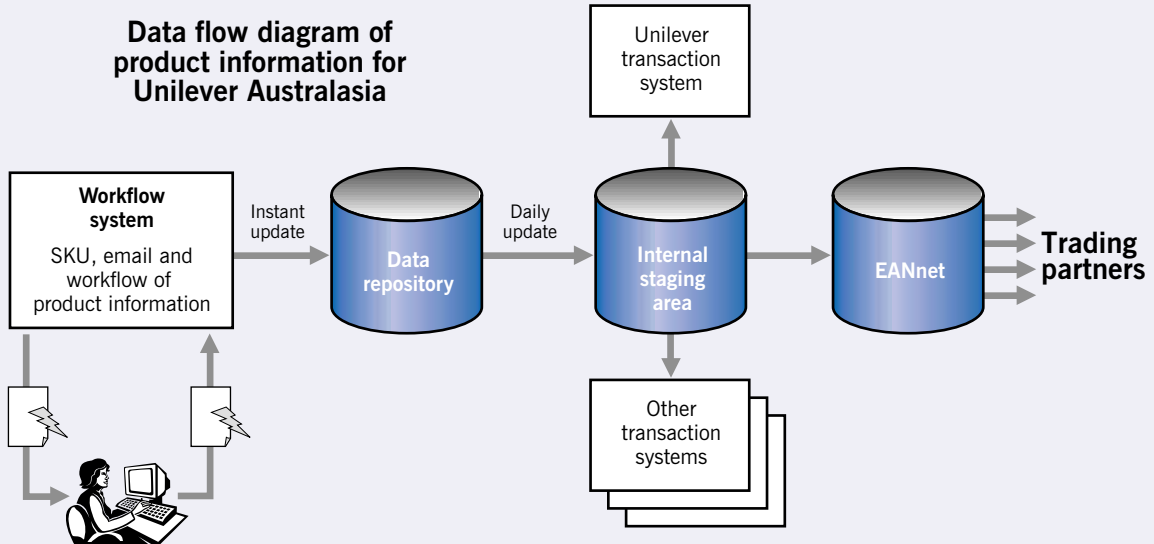 Data flow diagram of
product information for
Unilever Australasia
Unilever
transaction
system
Workflow
system
SKU, email and
workflow of
product information
Instant
update
Data
repository
Daily
update
Internal
staging
area
EANnet
Trading
partners
Other
transaction
systems